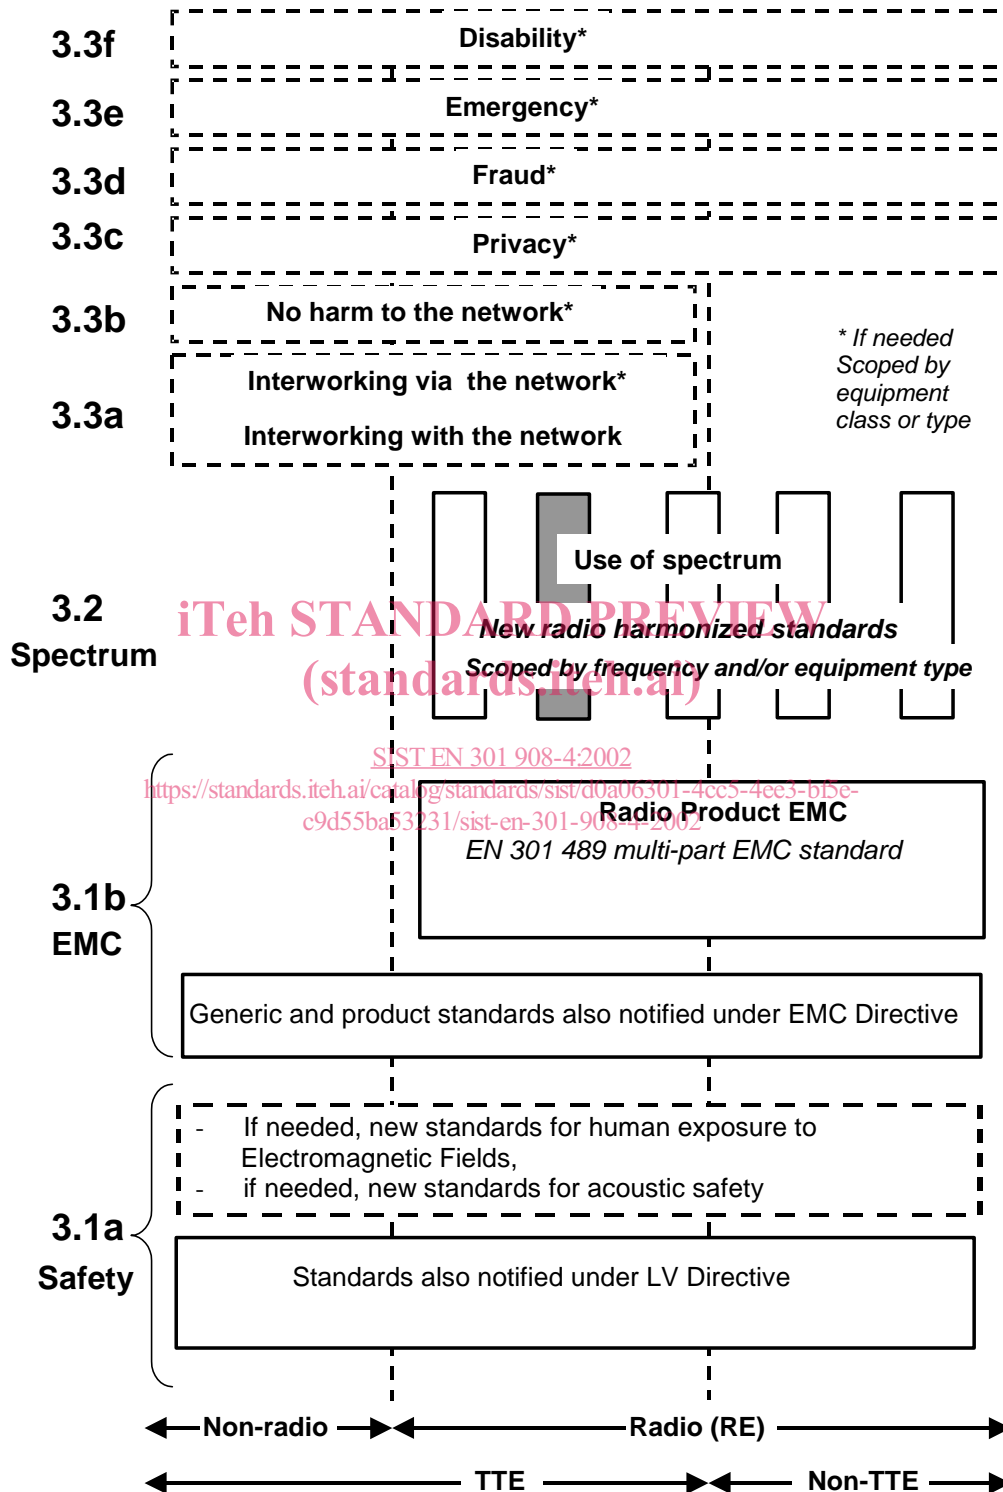 3.3f
Disability*
3.3e
Emergency*
3.3d
Fraud*
3.3c
Privacy*
3.3b
No harm to the network*
* If needed
Scoped by
equipment
class or type
3.3a
Interworking via the network*
Interworking with the network
Use of spectrum
3.2
Spectrum
New radio harmonized standards
Scoped by frequency and/or equipment type
iTeh STANDARD PREVIEW
(standards.iteh.ai)
SIST EN 301 908-4:2002
https://standards.iteh.ai/catalog/standards/sist/d0a06301-4cc5-4ee3-bf5e-
c9d55ba53231/sist-en-301-908-4-2002
Radio Product EMC
EN 301 489 multi-part EMC standard
3.1b
EMC
Generic and product standards also notified under EMC Directive
- If needed, new standards for human exposure to
Electromagnetic Fields,
- if needed, new standards for acoustic safety
3.1a
Safety
Standards also notified under LV Directive
Non-radio
Radio (RE)
TTE
Non-TTE